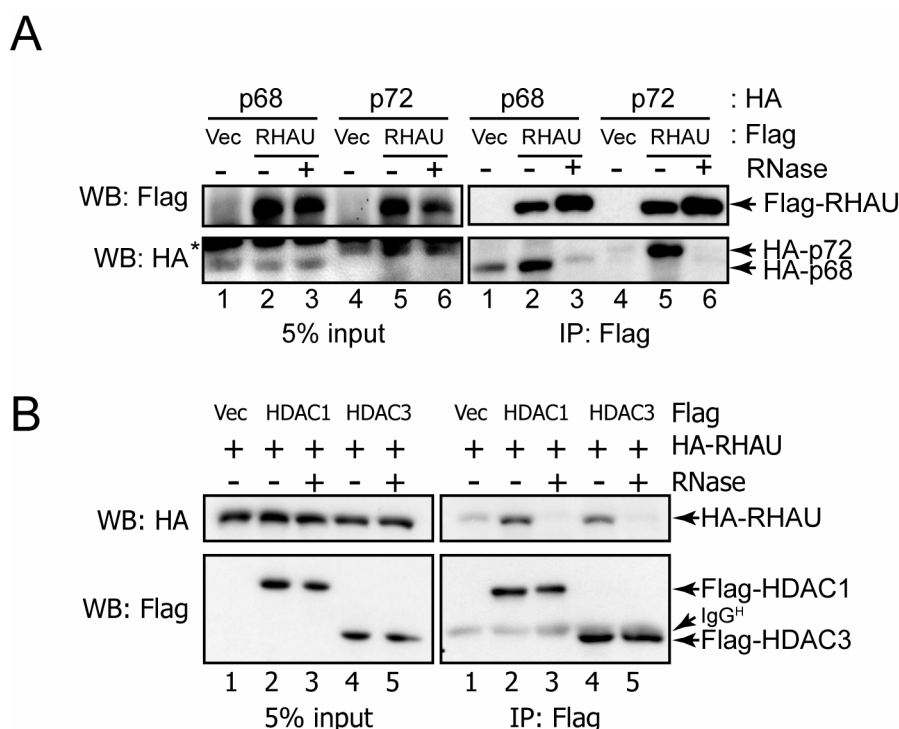 A
p68 p72 p68 p72 : HA
Vec RHAU Vec RHAU Vec RHAU Vec RHAU : Flag
- - + - - + - - + - - + RNase
WB: Flag Flag-RHAU
WB: HA * HA-p72
HA-p68
1 2 3 4 5 6 1 2 3 4 5 6
5% input IP: Flag
B
Vec HDAC1 HDAC3 Vec HDAC1 HDAC3 Flag
+ + + + + + + + + + HA-RHAU
- - + - + - - + - + RNase
WB: HA HA-RHAU
WB: Flag Flag-HDAC1
IgGᴴ
Flag-HDAC3
1 2 3 4 5 1 2 3 4 5
5% input IP: Flag